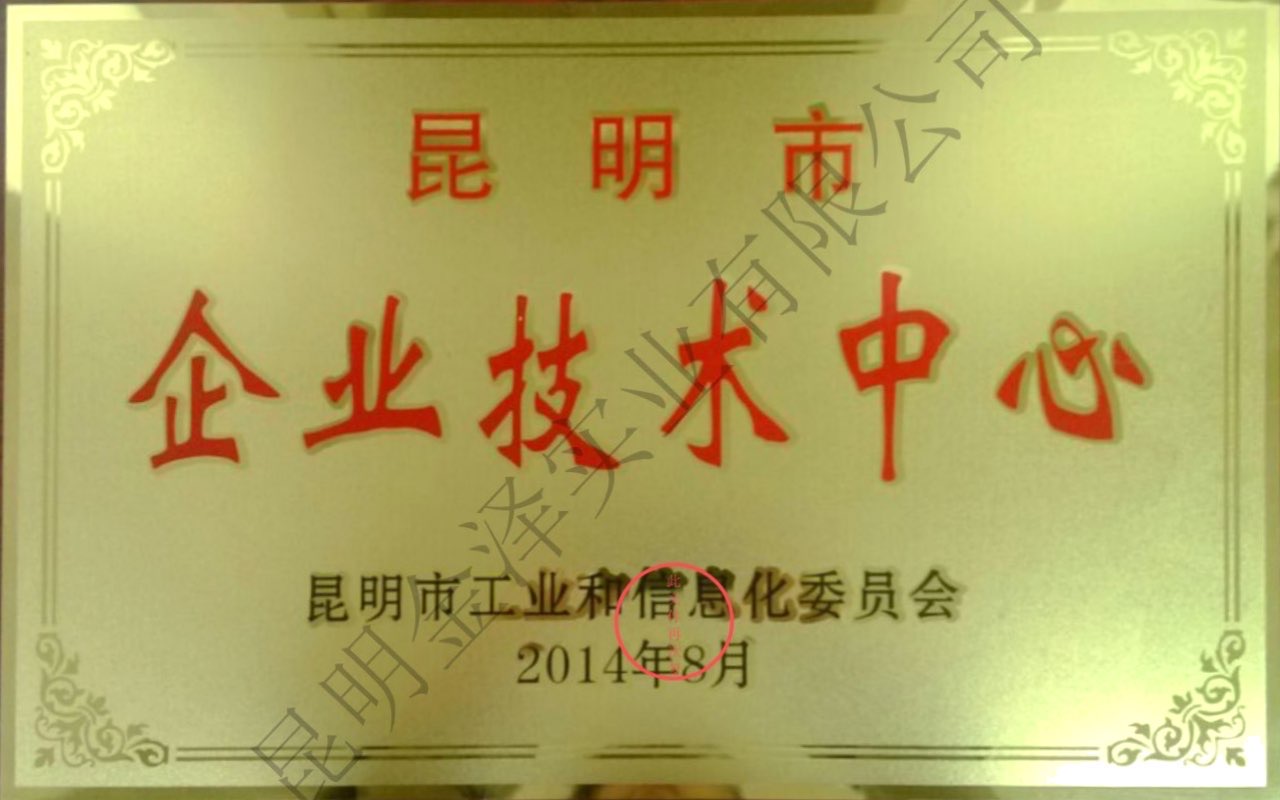 昆明市
企业技术中心
昆明市工业和信息化委员会
2014年8月
昆明金泽实业有限公司